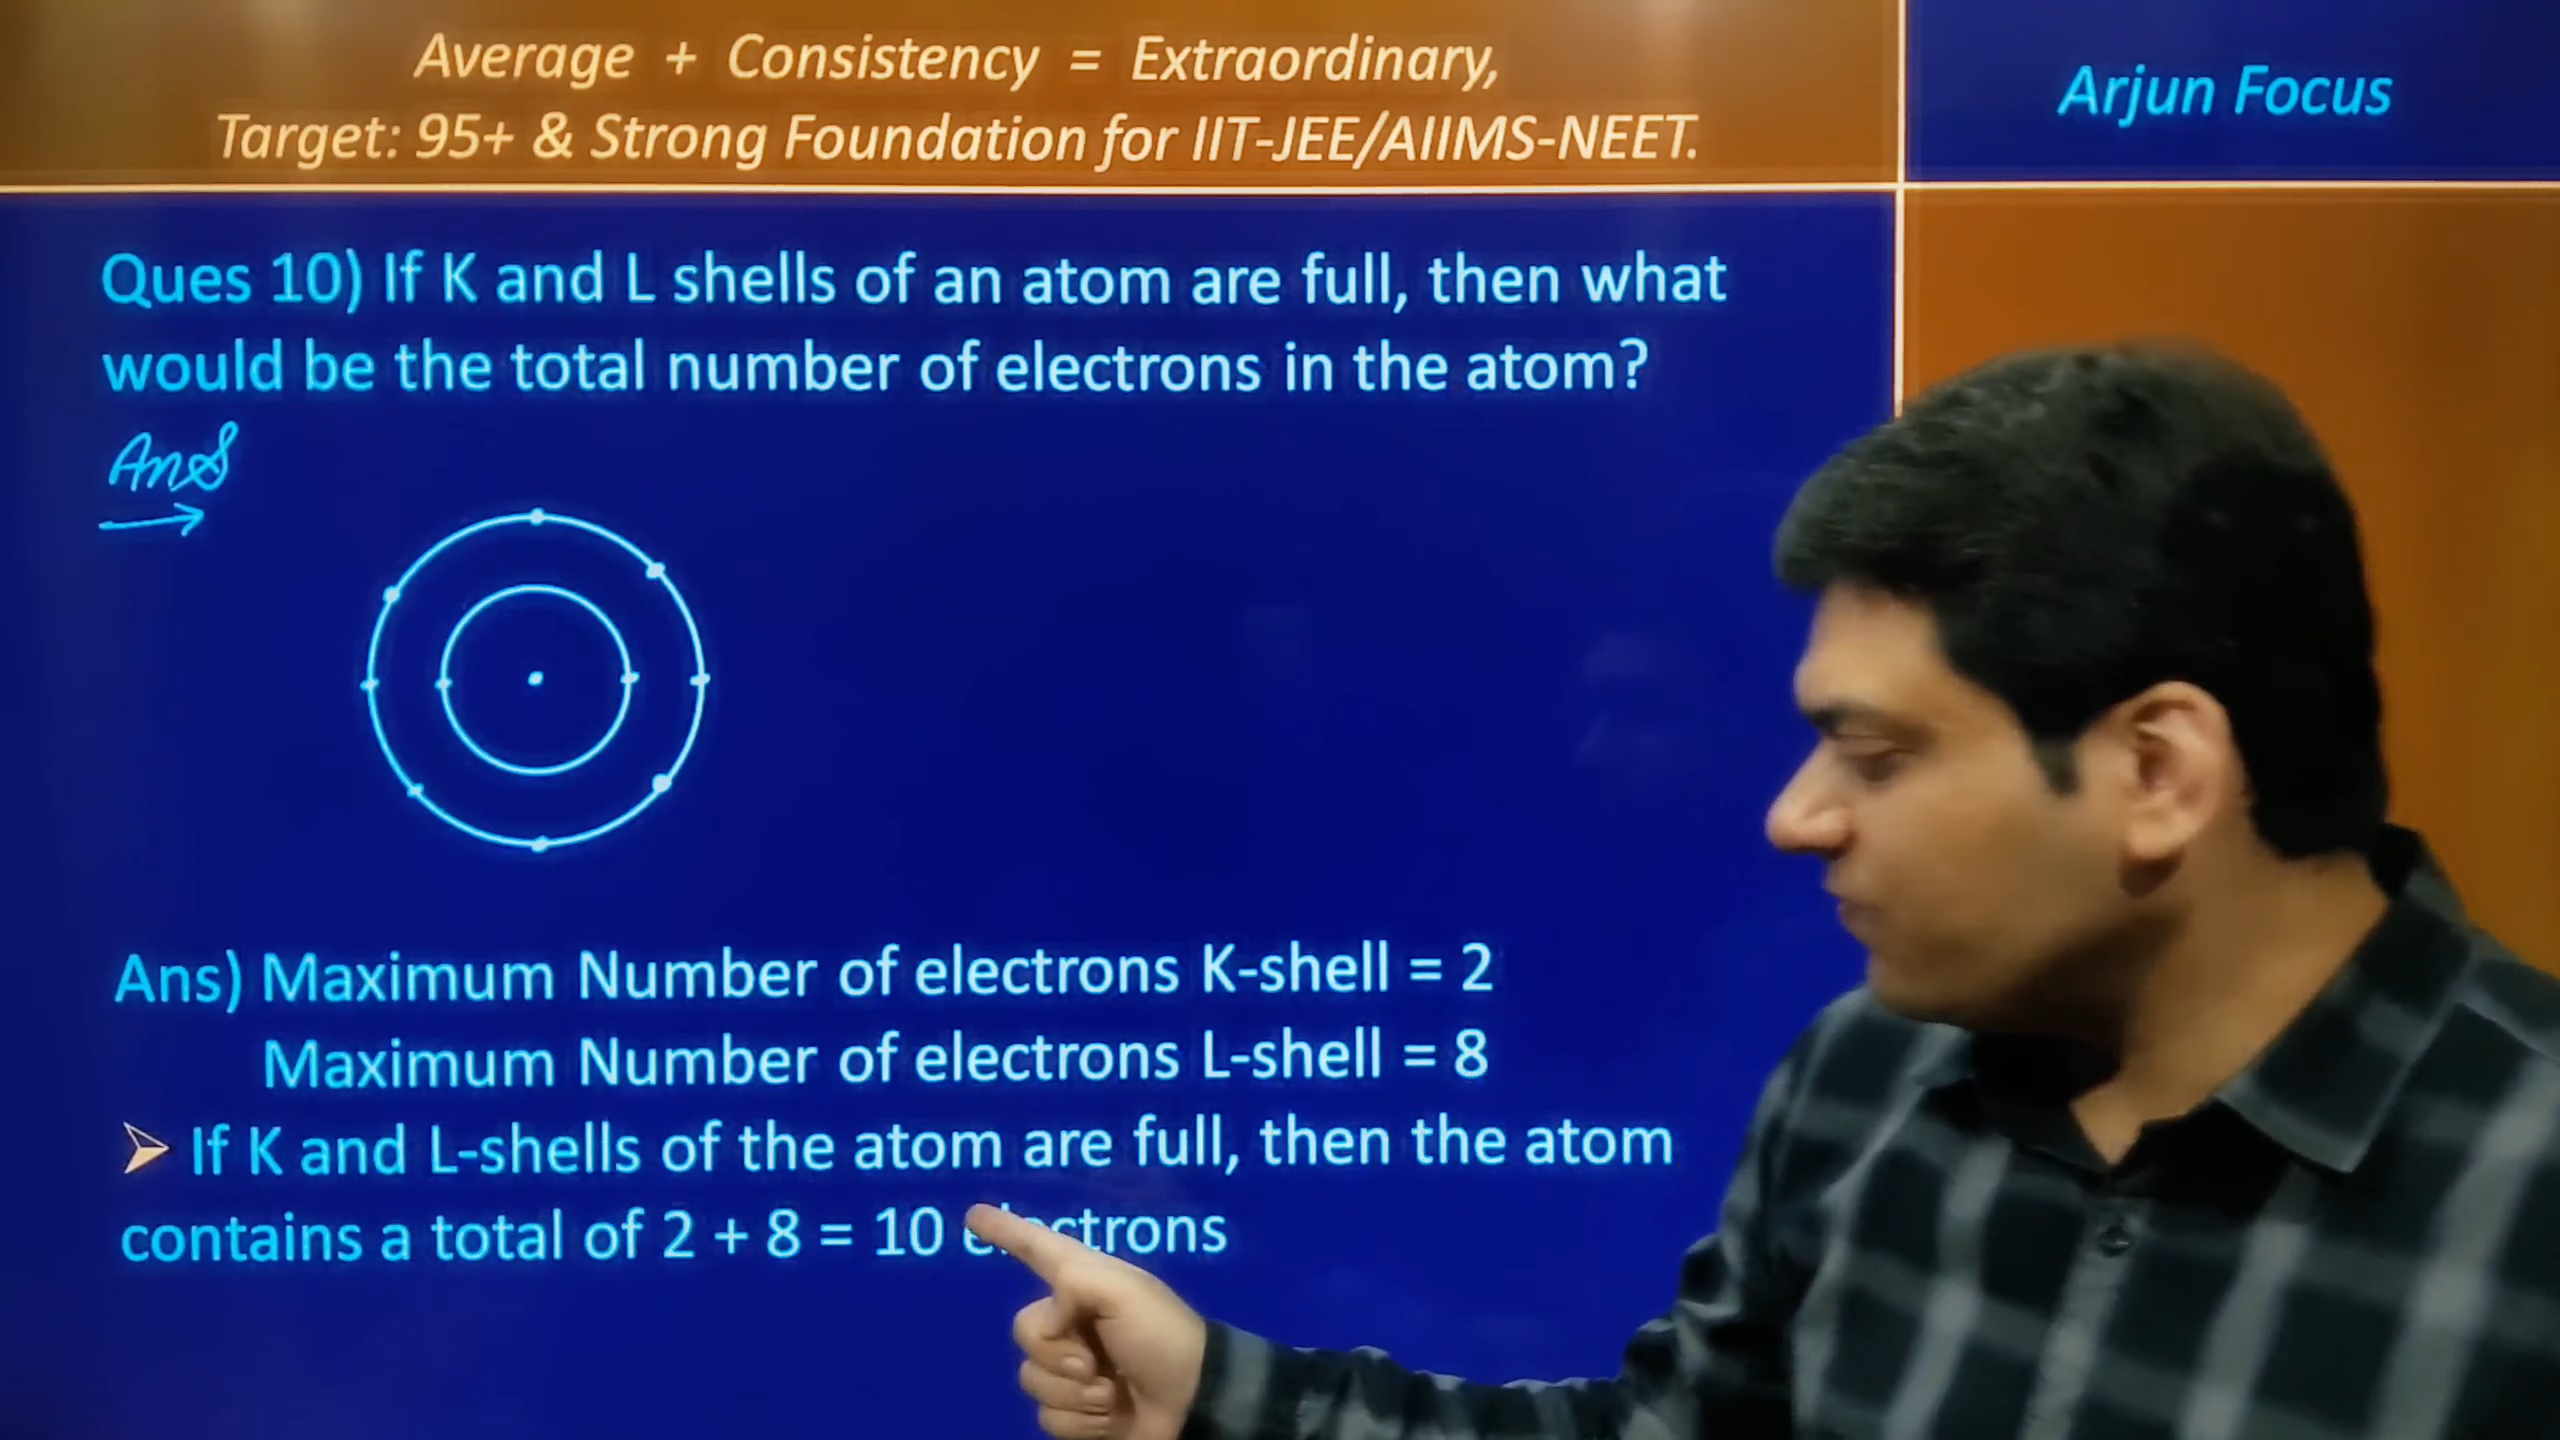 Average + Consistency = Extraordinary,
Target: 95+ & Strong Foundation for IIT-JEE/AIIMS-NEET.
Arjun Focus
Ques 10) If K and L shells of an atom are full, then what
would be the total number of electrons in the atom?
Ans
Ans) Maximum Number of electrons K-shell = 2
Maximum Number of electrons L-shell = 8
➢ If K and L-shells of the atom are full, then the atom
contains a total of 2 + 8 = 10 electrons